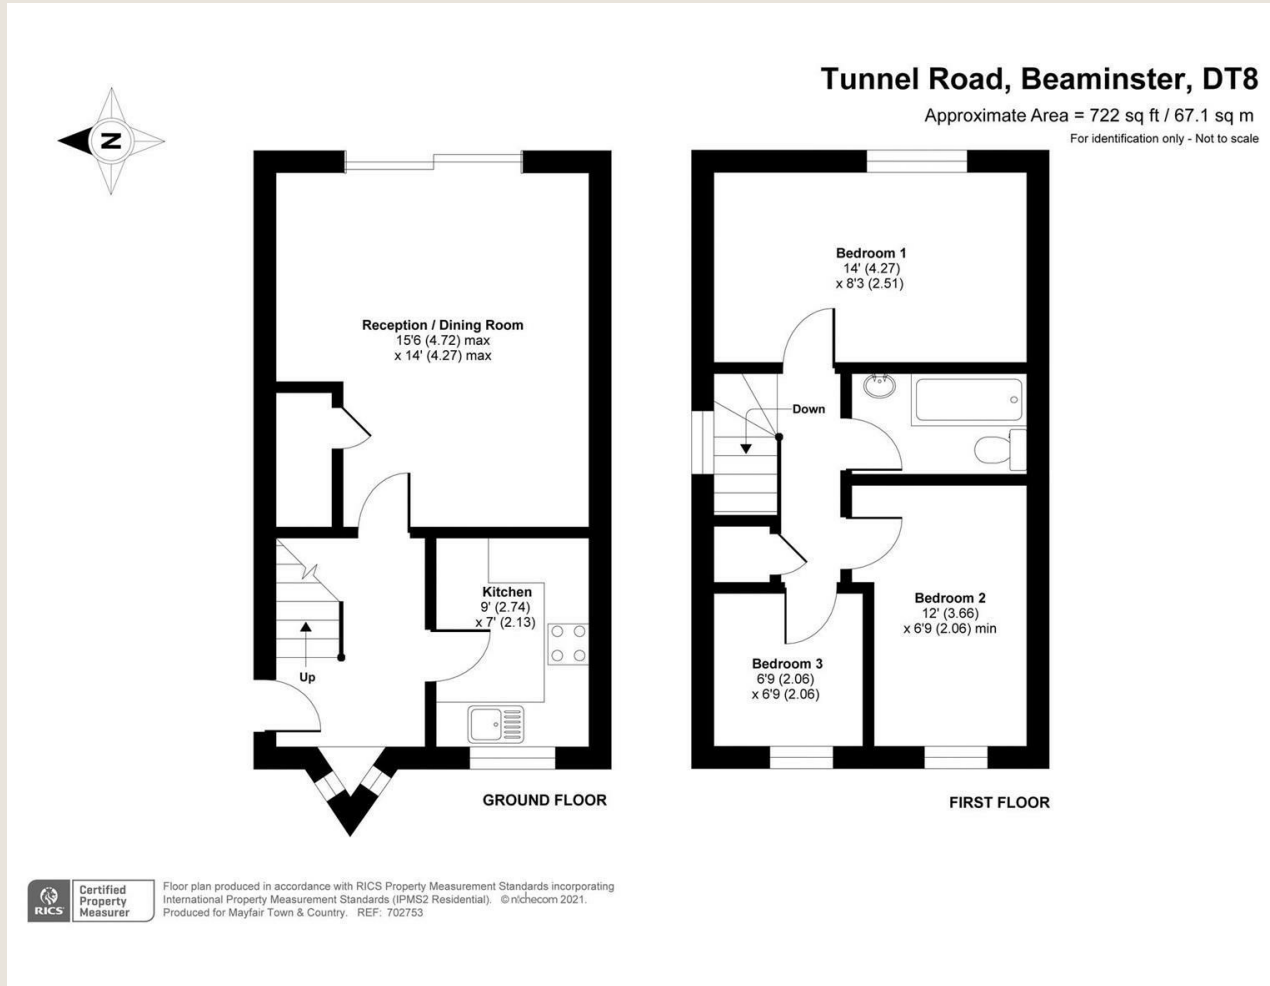 Tunnel Road, Beaminster, DT8
Approximate Area = 722 sq ft / 67.1 sq m
For identification only - Not to scale
N
Reception / Dining Room
15'6 (4.72) max
x 14' (4.27) max
Kitchen
9' (2.74)
x 7' (2.13)
Up
GROUND FLOOR
Bedroom 1
14' (4.27)
x 8'3 (2.51)
Down
Bedroom 2
12' (3.66)
x 6'9 (2.06) min
Bedroom 3
6'9 (2.06)
x 6'9 (2.06)
FIRST FLOOR
RICS
Certified
Property
Measurer
Floor plan produced in accordance with RICS Property Measurement Standards incorporating
International Property Measurement Standards (IPMS2 Residential). © nichecom 2021.
Produced for Mayfair Town & Country. REF: 702753